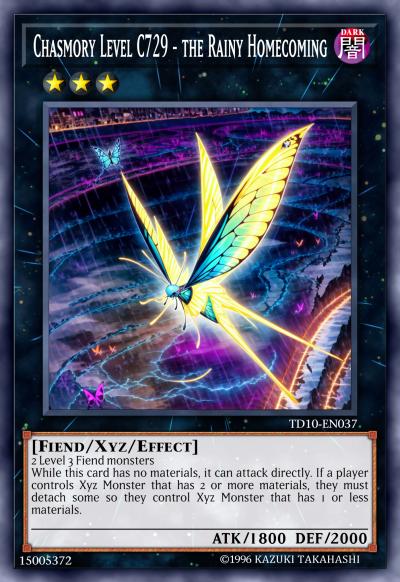 Chasmory Level C729 - the Rainy Homecoming
DARK
闇
TD10-EN037
[Fiend/Xyz/Effect]
2 Level 3 Fiend monsters
While this card has no materials, it can attack directly. If a player
controls Xyz Monster that has 2 or more materials, they must
detach some so they control Xyz Monster that has 1 or less
materials.
ATK/1800 DEF/2000
15005372
©1996 KAZUKI TAKAHASHI